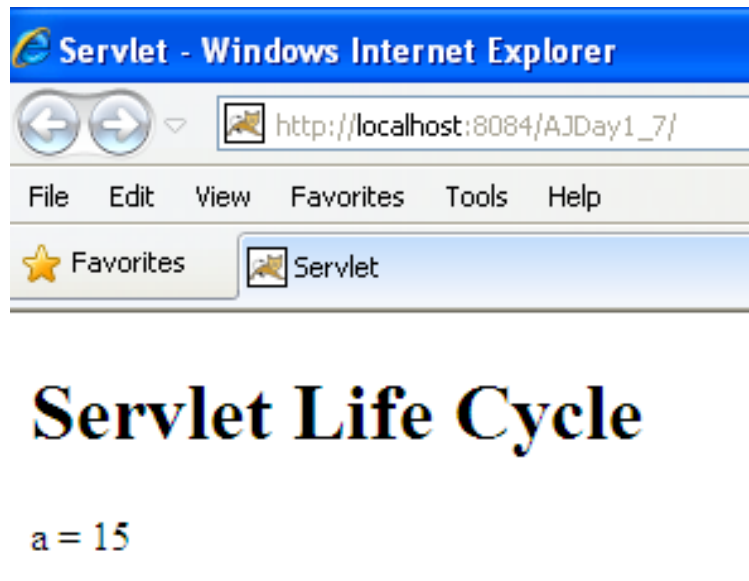 Servlet - Windows Internet Explorer
http://localhost:8084/AJDay1_7/
File Edit View Favorites Tools Help
Favorites Servlet
Servlet Life Cycle
a = 15